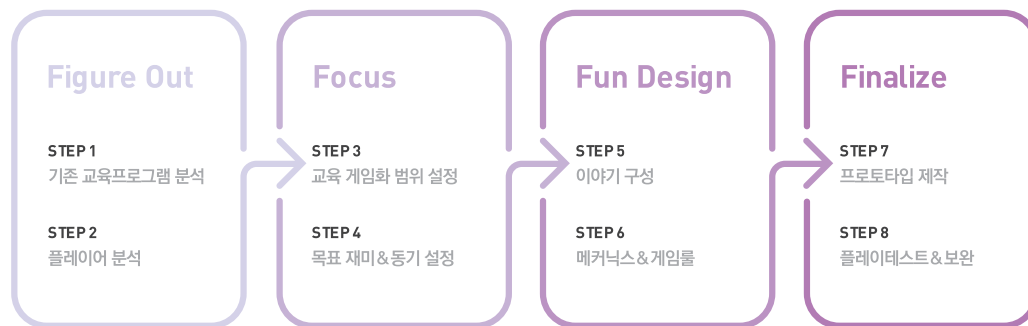 Figure Out
STEP 1
기존 교육프로그램 분석
STEP 2
플레이어 분석
Focus
STEP 3
교육 게임화 범위 설정
STEP 4
목표 재미&동기 설정
Fun Design
STEP 5
이야기 구성
STEP 6
메커닉스&게임룰
Finalize
STEP 7
프로토타입 제작
STEP 8
플레이테스트&보완